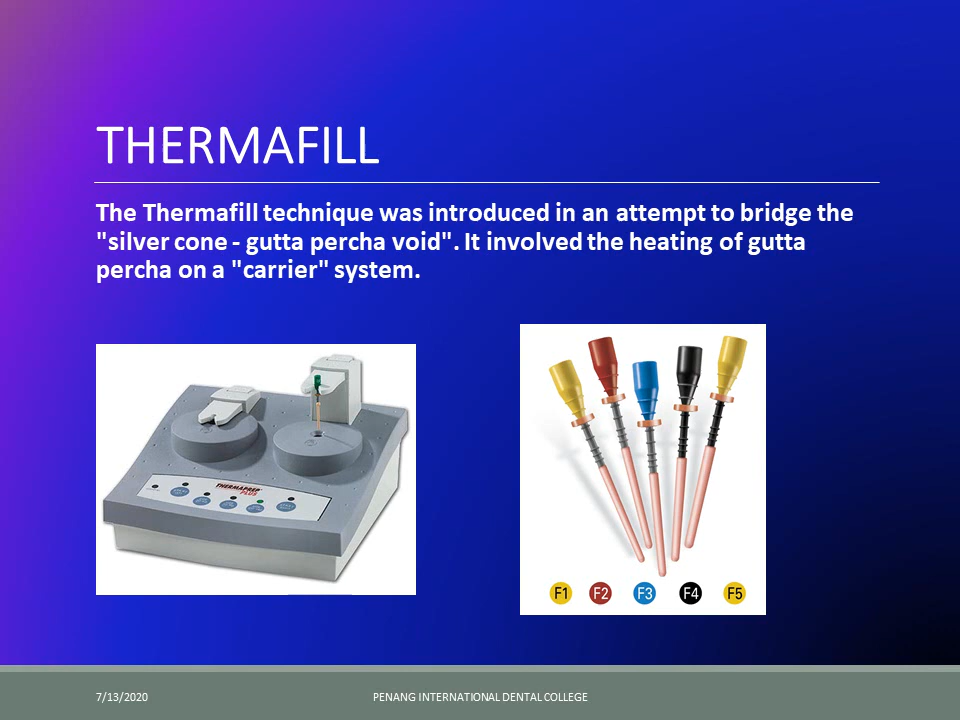 THERMAFILL
The Thermafill technique was introduced in an attempt to bridge the
"silver cone - gutta percha void". It involved the heating of gutta
percha on a "carrier" system.
THERMAPREP
PLUS
F1 F2 F3 F4 F5
7/13/2020 PENANG INTERNATIONAL DENTAL COLLEGE